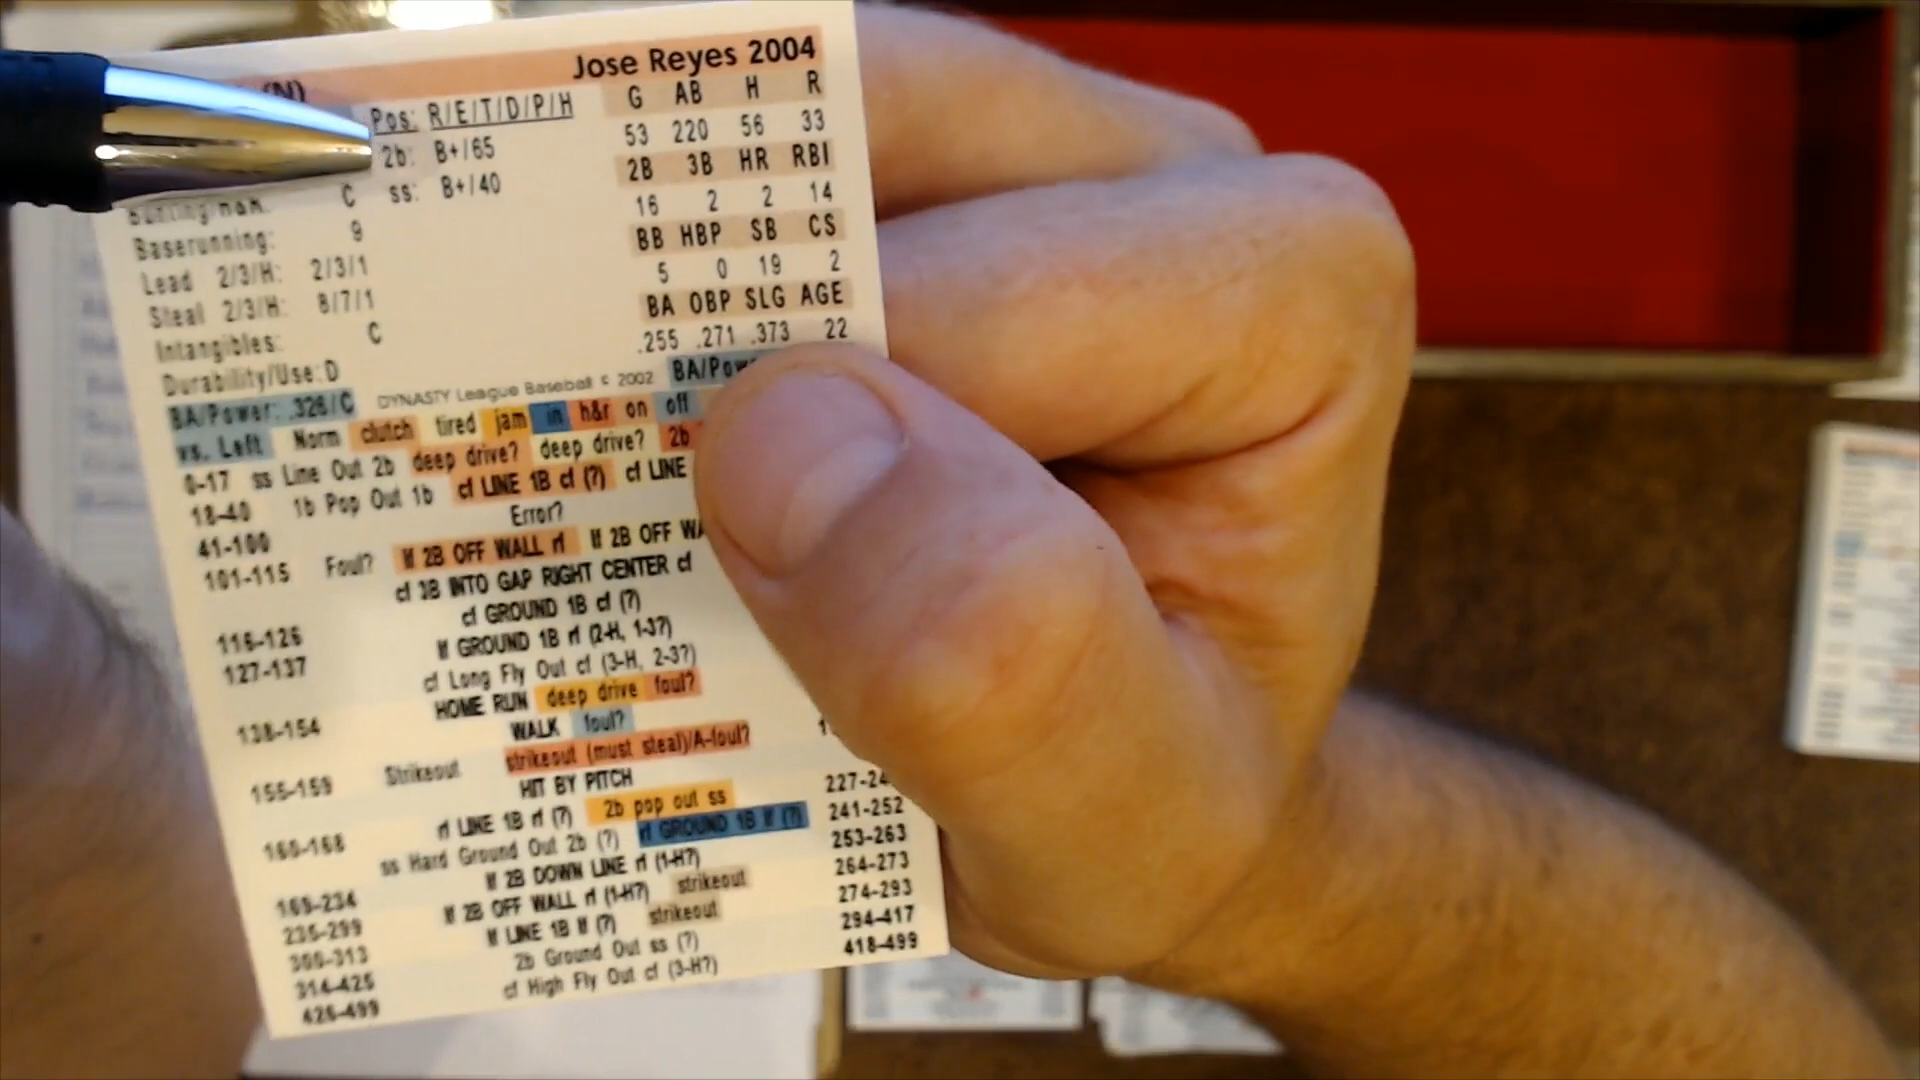 (N) Jose Reyes 2004
Pos: R/E/T/D/P/H G AB H R
2b: B+/65 53 220 56 33
C ss: B+/40 2B 3B HR RBI
Bunting/H&R: 16 2 2 14
Baserunning: 9 BB HBP SB CS
Lead 2/3/H: 2/3/1 5 0 19 2
Steal 2/3/H: 8/7/1 BA OBP SLG AGE
Intangibles: C .255 .271 .373 22
Durability/Use: D
BA/Power: .326/C DYNASTY League Baseball © 2002 BA/Pow
vs. Left Norm clutch tired jam in h&r on off
0-17 ss Line Out 2b deep drive? deep drive? 2b
18-40 1b Pop Out 1b cf LINE 1B cf (?) cf LINE
41-100 Error?
101-115 Foul? lf 2B OFF WALL rf lf 2B OFF WA
cf 3B INTO GAP RIGHT CENTER cf
116-126 cf GROUND 1B cf (?)
127-137 lf GROUND 1B rf (2-H, 1-3?)
cf Long Fly Out cf (3-H, 2-3?)
138-154 HOME RUN deep drive foul?
WALK foul?
155-159 Strikeout strikeout (must steal)/A-foul?
HIT BY PITCH
160-168 rf LINE 1B rf (?) 2b pop out ss 227-24
ss Hard Ground Out 2b (?) rf GROUND 1B lf (?) 241-252
169-234 lf 2B DOWN LINE rf (1-H?) 253-263
235-299 lf 2B OFF WALL rf (1-H?) strikeout 264-273
300-313 lf LINE 1B lf (?) strikeout 274-293
314-425 2b Ground Out ss (?) 294-417
426-499 cf High Fly Out cf (3-H?) 418-499